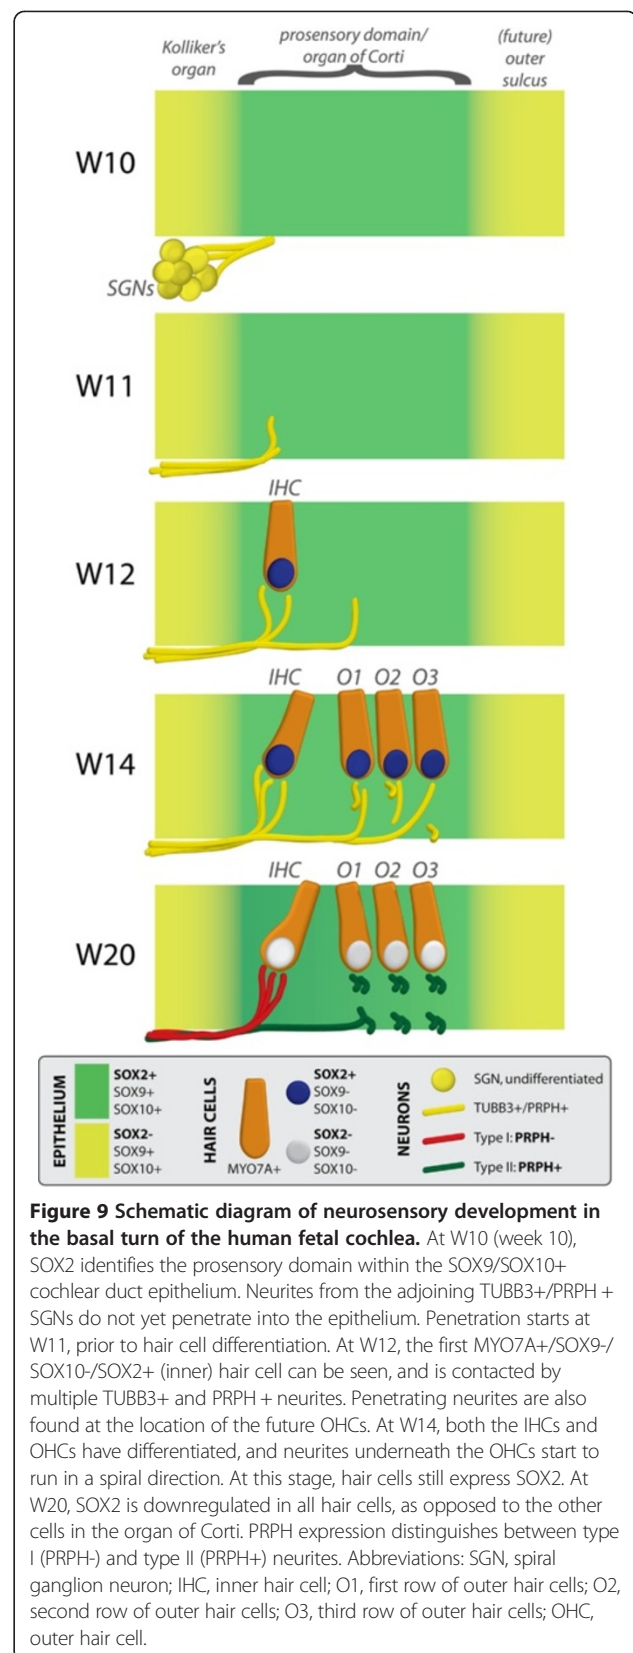 Kolliker's
organ
prosensory domain/
organ of Corti
(future)
outer
sulcus
W10
SGNs
W11
IHC
W12
IHC O1 O2 O3
W14
IHC O1 O2 O3
W20
EPITHELIUM
SOX2+
SOX9+
SOX10+
SOX2-
SOX9+
SOX10+
HAIR CELLS
MYO7A+
SOX2+
SOX9-
SOX10-
SOX2-
SOX9-
SOX10-
NEURONS
SGN, undifferentiated
TUBB3+/PRPH+
Type I: PRPH-
Type II: PRPH+
Figure 9 Schematic diagram of neurosensory development in
the basal turn of the human fetal cochlea. At W10 (week 10),
SOX2 identifies the prosensory domain within the SOX9/SOX10+
cochlear duct epithelium. Neurites from the adjoining TUBB3+/PRPH +
SGNs do not yet penetrate into the epithelium. Penetration starts at
W11, prior to hair cell differentiation. At W12, the first MYO7A+/SOX9-/
SOX10-/SOX2+ (inner) hair cell can be seen, and is contacted by
multiple TUBB3+ and PRPH + neurites. Penetrating neurites are also
found at the location of the future OHCs. At W14, both the IHCs and
OHCs have differentiated, and neurites underneath the OHCs start to
run in a spiral direction. At this stage, hair cells still express SOX2. At
W20, SOX2 is downregulated in all hair cells, as opposed to the other
cells in the organ of Corti. PRPH expression distinguishes between type
I (PRPH-) and type II (PRPH+) neurites. Abbreviations: SGN, spiral
ganglion neuron; IHC, inner hair cell; O1, first row of outer hair cells; O2,
second row of outer hair cells; O3, third row of outer hair cells; OHC,
outer hair cell.